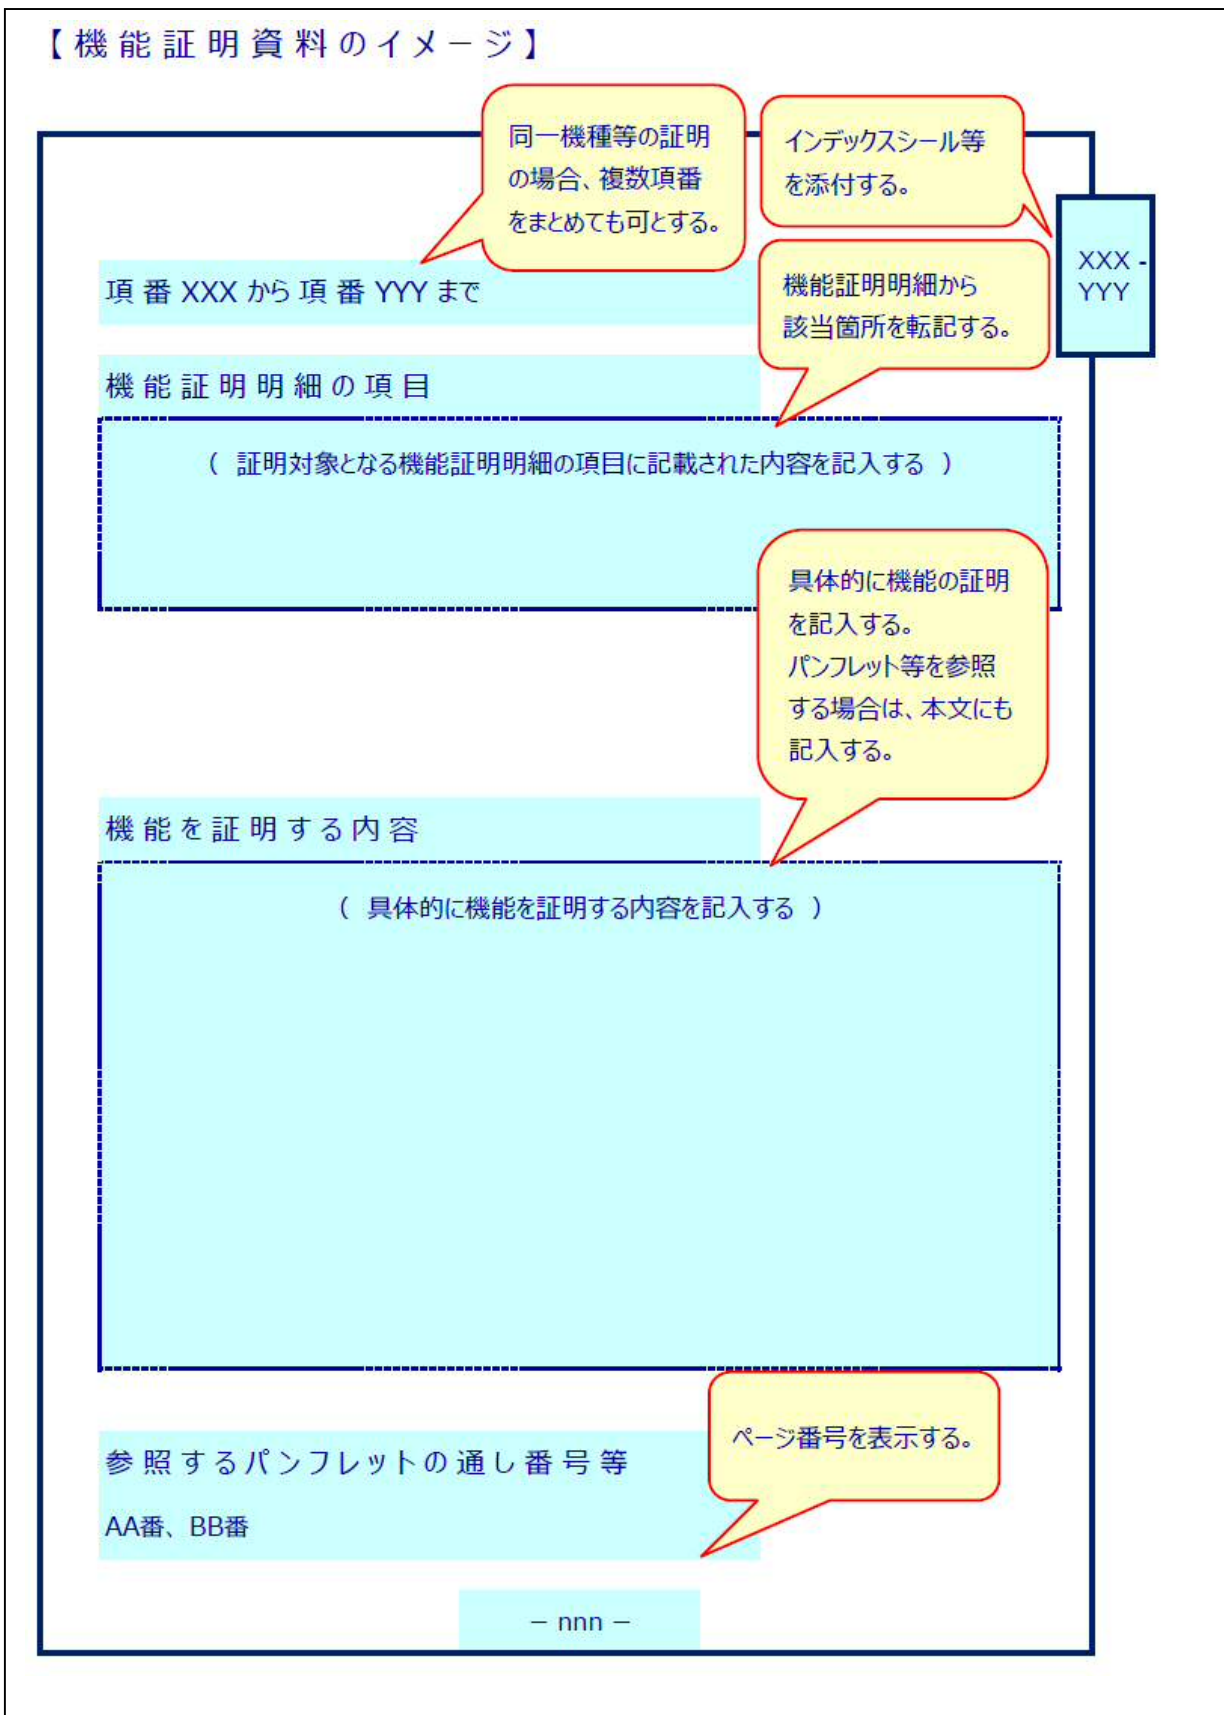 【機能証明資料のイメージ】
同一機種等の証明
の場合、複数項番
をまとめても可とする。
インデックスシール等
を添付する。
XXX -
YYY
項番 XXX から項番 YYY まで
機能証明明細から
該当箇所を転記する。
機能証明明細の項目
（ 証明対象となる機能証明明細の項目に記載された内容を記入する ）
具体的に機能の証明
を記入する。
パンフレット等を参照
する場合は、本文にも
記入する。
機能を証明する内容
（ 具体的に機能を証明する内容を記入する ）
ページ番号を表示する。
参照するパンフレットの通し番号等
AA番、BB番
－ nnn －